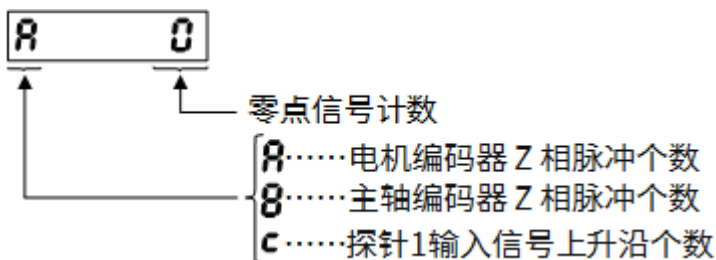 A 0
零点信号计数
A……电机编码器 Z 相脉冲个数
8……主轴编码器 Z 相脉冲个数
c……探针1输入信号上升沿个数